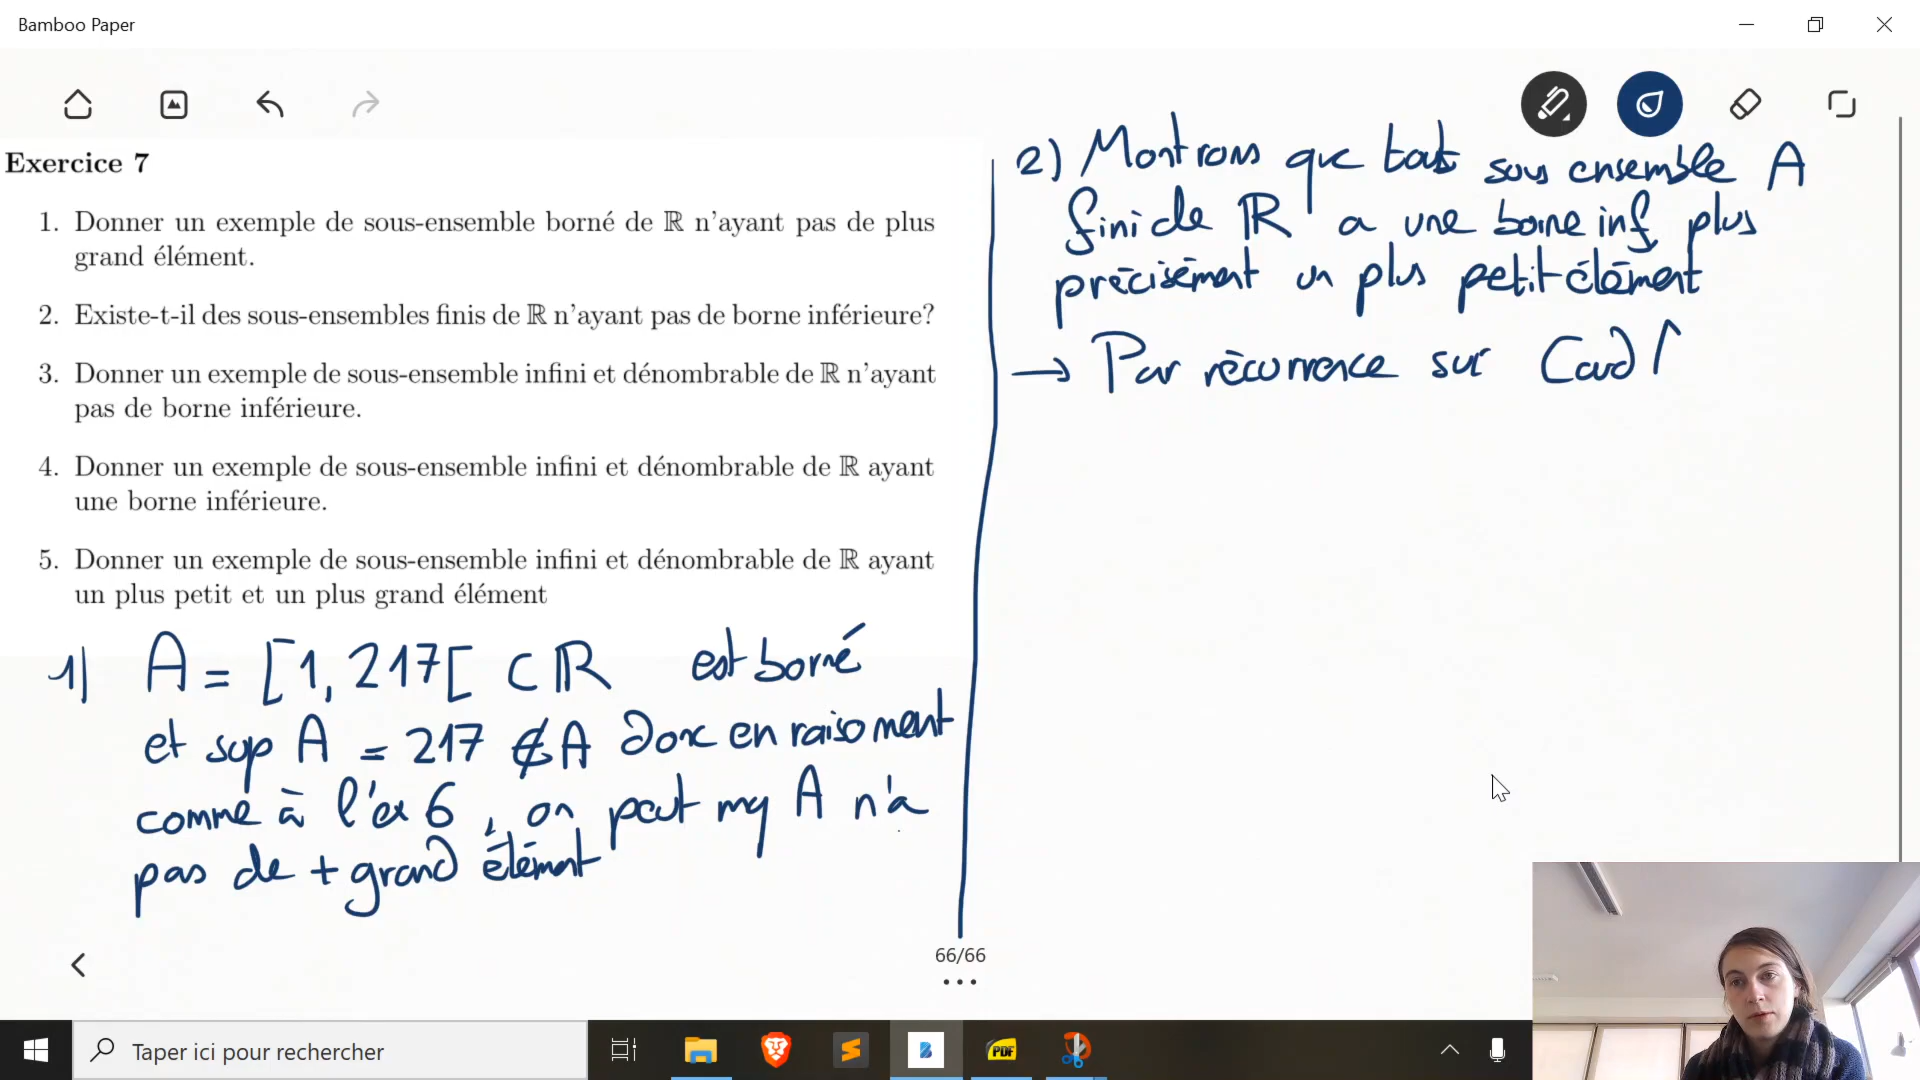 Bamboo Paper
Exercice 7
1. Donner un exemple de sous-ensemble borné de ℝ n'ayant pas de plus
grand élément.
2. Existe-t-il des sous-ensembles finis de ℝ n'ayant pas de borne inférieure?
3. Donner un exemple de sous-ensemble infini et dénombrable de ℝ n'ayant
pas de borne inférieure.
4. Donner un exemple de sous-ensemble infini et dénombrable de ℝ ayant
une borne inférieure.
5. Donner un exemple de sous-ensemble infini et dénombrable de ℝ ayant
un plus petit et un plus grand élément
1) A = [1, 217[ ⊂ ℝ est borné
et sup A = 217 ∉ A donc en raisonnant
comme à l'ex 6, on peut mq A n'a
pas de + grand élément
2) Montrons que tout sous ensemble A
fini de ℝ a une borne inf, plus
précisément un plus petit élément
→ Par récurrence sur Card
66/66
Taper ici pour rechercher
B
PDF